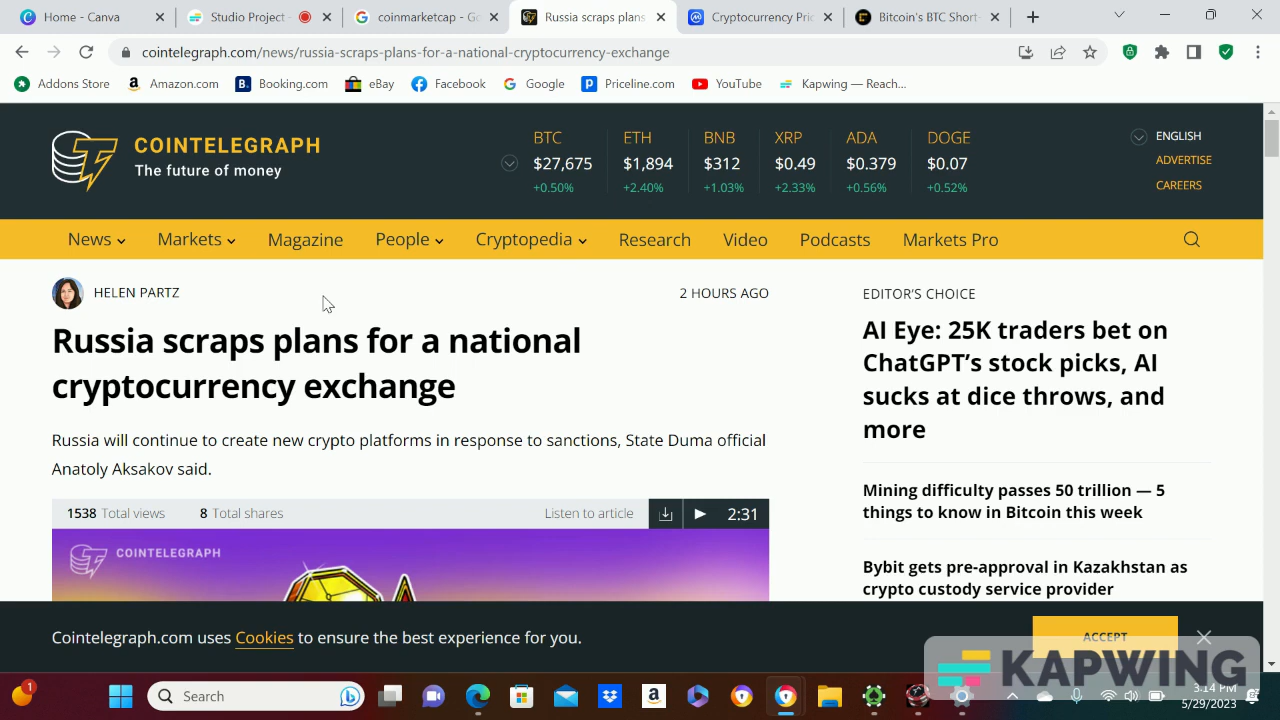 Home - Canva
Studio Project -
coinmarketcap - Go
Russia scraps plans
Cryptocurrency Pric
Bitcoin's BTC Short-
cointelegraph.com/news/russia-scraps-plans-for-a-national-cryptocurrency-exchange
Addons Store
Amazon.com
Booking.com
eBay
Facebook
Google
Priceline.com
YouTube
Kapwing — Reach...
COINTELEGRAPH
The future of money
BTC ETH BNB XRP ADA DOGE
$27,675 $1,894 $312 $0.49 $0.379 $0.07
+0.50% +2.40% +1.03% +2.33% +0.56% +0.52%
ENGLISH
ADVERTISE
CAREERS
News Markets Magazine People Cryptopedia Research Video Podcasts Markets Pro
HELEN PARTZ
2 HOURS AGO
Russia scraps plans for a national
cryptocurrency exchange
Russia will continue to create new crypto platforms in response to sanctions, State Duma official
Anatoly Aksakov said.
1538 Total views 8 Total shares
Listen to article 2:31
COINTELEGRAPH
EDITOR'S CHOICE
AI Eye: 25K traders bet on
ChatGPT's stock picks, AI
sucks at dice throws, and
more
Mining difficulty passes 50 trillion — 5
things to know in Bitcoin this week
Bybit gets pre-approval in Kazakhstan as
crypto custody service provider
Cointelegraph.com uses Cookies to ensure the best experience for you.
ACCEPT
KAPWING
1
Search
3:14 PM
5/29/2023